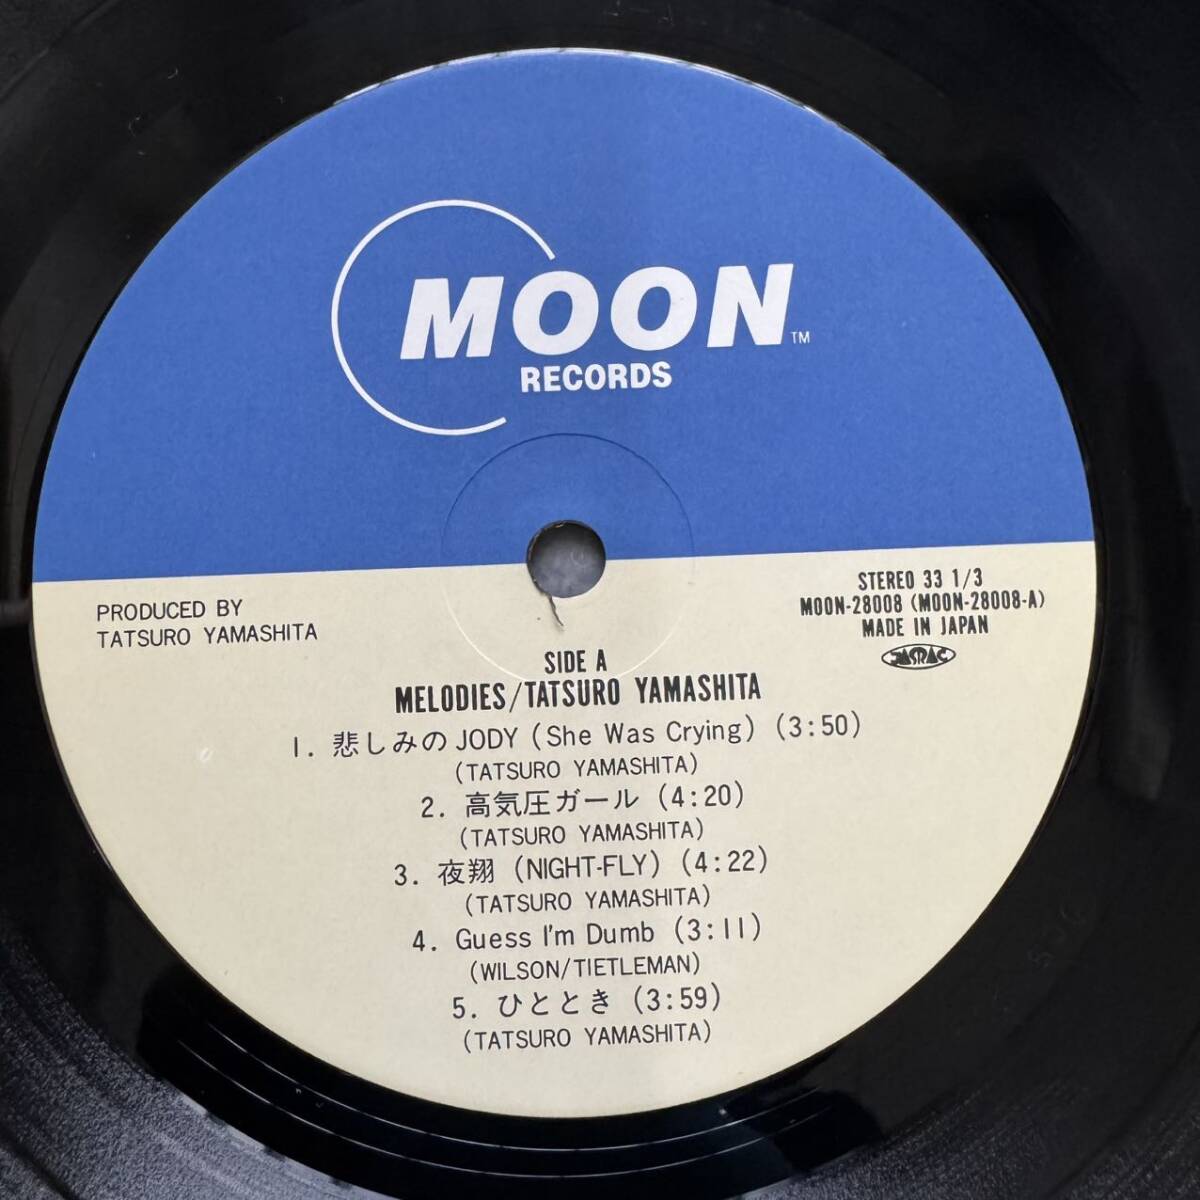 MOON
TM
RECORDS
PRODUCED BY
TATSURO YAMASHITA
STEREO 33 1/3
MOON-28008 (MOON-28008-A)
MADE IN JAPAN
JASRAC
SIDE A
MELODIES/TATSURO YAMASHITA
1. 悲しみのJODY (She Was Crying) (3:50)
(TATSURO YAMASHITA)
2. 高気圧ガール (4:20)
(TATSURO YAMASHITA)
3. 夜翔 (NIGHT-FLY) (4:22)
(TATSURO YAMASHITA)
4. Guess I'm Dumb (3:11)
(WILSON/TIETLEMAN)
5. ひととき (3:59)
(TATSURO YAMASHITA)